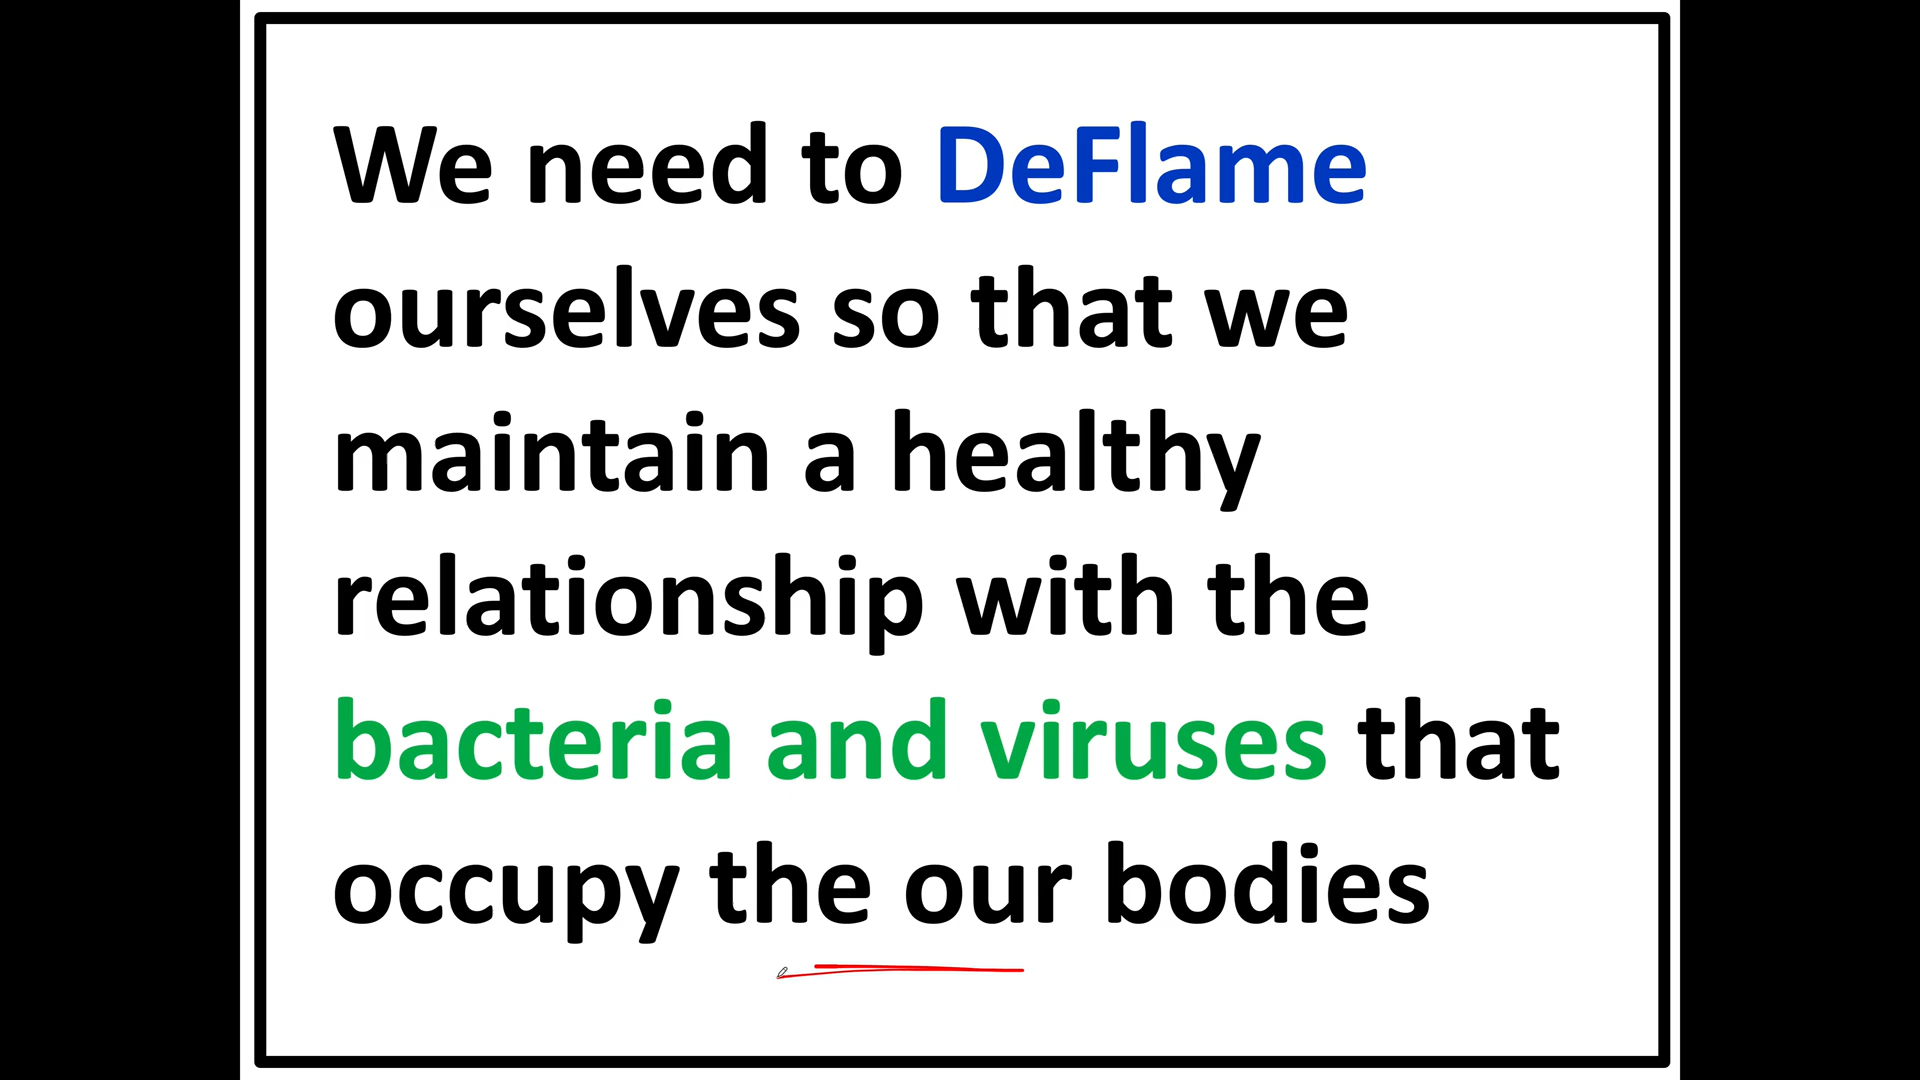 We need to DeFlame
ourselves so that we
maintain a healthy
relationship with the
bacteria and viruses that
occupy the our bodies